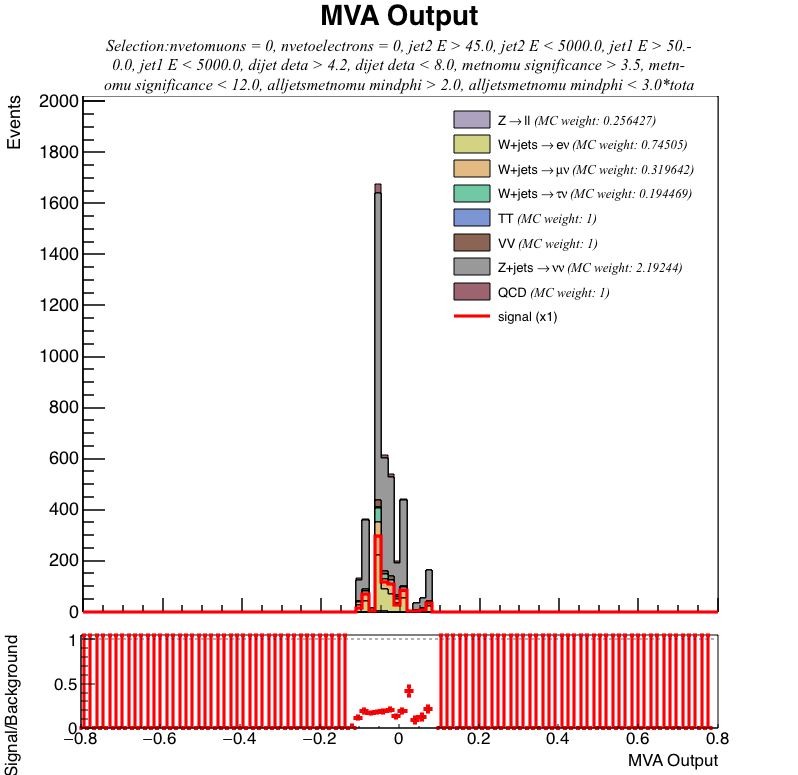 MVA Output
Selection:nvetomuons = 0, nvetoelectrons = 0, jet2 E > 45.0, jet2 E < 5000.0, jet1 E > 50.-
0.0, jet1 E < 5000.0, dijet deta > 4.2, dijet deta < 8.0, metnomu significance > 3.5, metn-
omu significance < 12.0, alljetsmetnomu mindphi > 2.0, alljetsmetnomu mindphi < 3.0*tota
Events
2000
1800
1600
1400
1200
1000
800
600
400
200
0
Z→ll (MC weight: 0.256427)
W+jets→eν (MC weight: 0.74505)
W+jets→μν (MC weight: 0.319642)
W+jets→τν (MC weight: 0.194469)
TT (MC weight: 1)
VV (MC weight: 1)
Z+jets→νν (MC weight: 2.19244)
QCD (MC weight: 1)
signal (x1)
Signal/Background
1
0.5
0
−0.8 −0.6 −0.4 −0.2 0 0.2 0.4 0.6 0.8
MVA Output